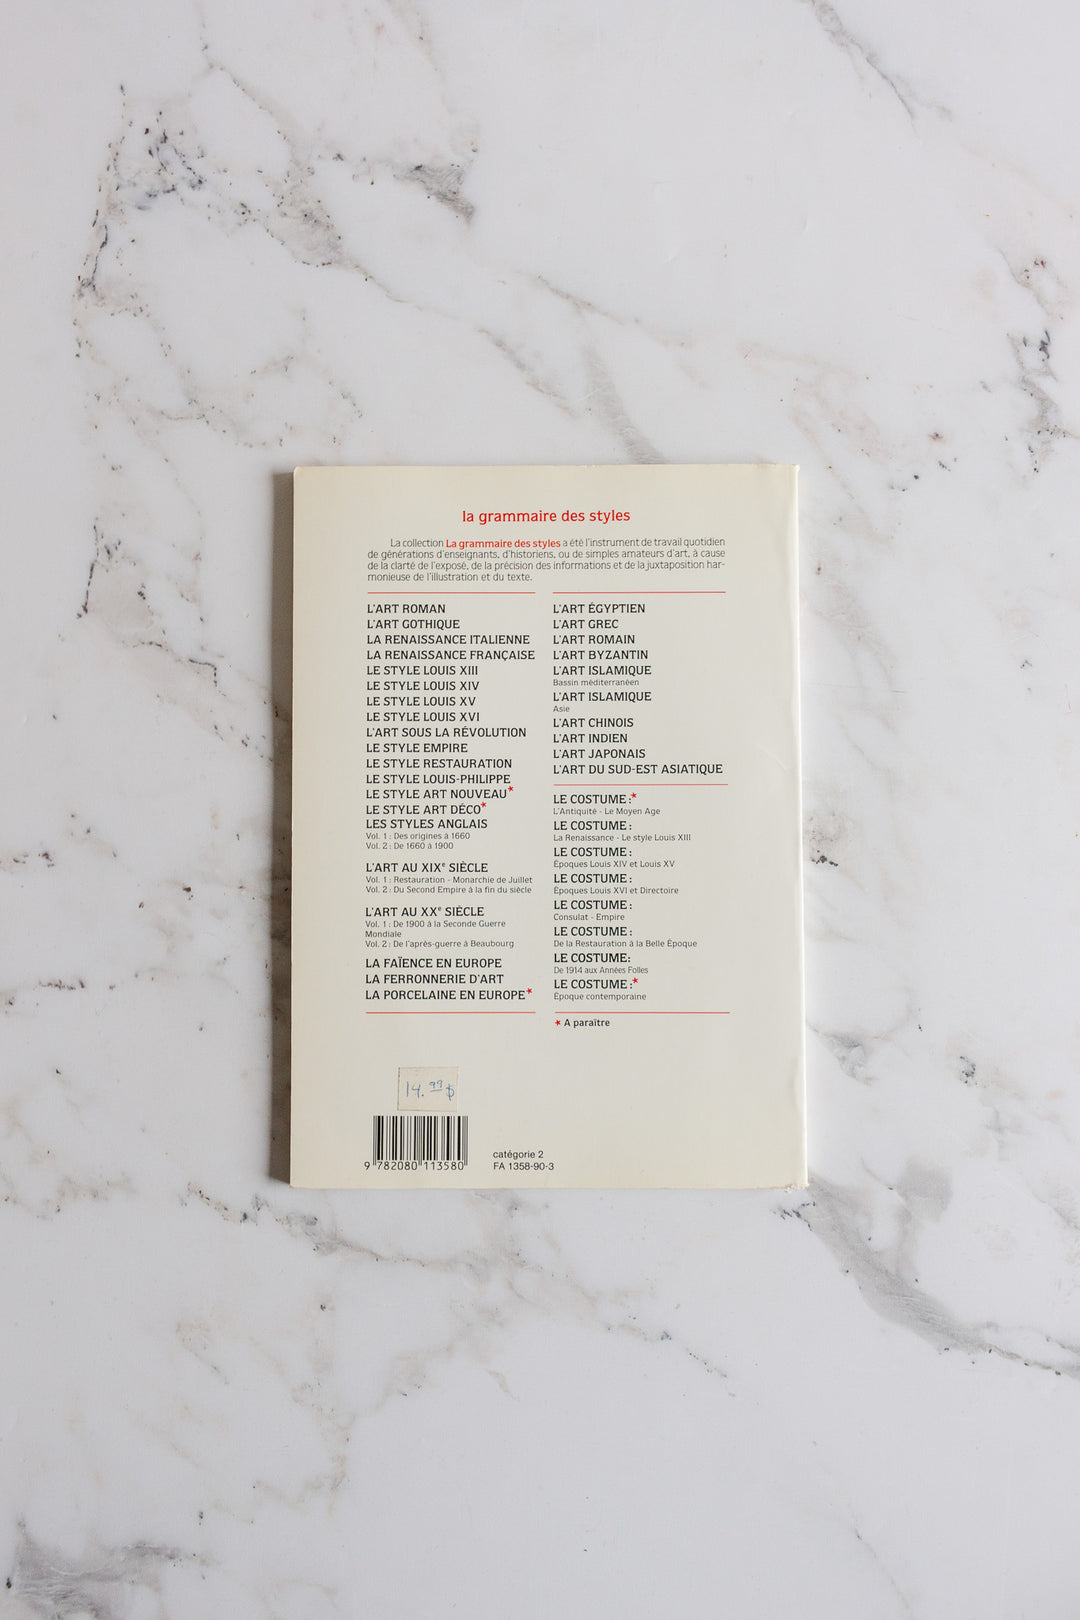 la grammaire des styles
La collection La grammaire des styles a été l'instrument de travail quotidien
de générations d'enseignants, d'historiens, ou de simples amateurs d'art, à cause
de la clarté de l'exposé, de la précision des informations et de la juxtaposition har-
monieuse de l'illustration et du texte.
L'ART ROMAN
L'ART GOTHIQUE
LA RENAISSANCE ITALIENNE
LA RENAISSANCE FRANÇAISE
LE STYLE LOUIS XIII
LE STYLE LOUIS XIV
LE STYLE LOUIS XV
LE STYLE LOUIS XVI
L'ART SOUS LA RÉVOLUTION
LE STYLE EMPIRE
LE STYLE RESTAURATION
LE STYLE LOUIS-PHILIPPE
LE STYLE ART NOUVEAU*
LE STYLE ART DÉCO*
LES STYLES ANGLAIS
Vol. 1 : Des origines à 1660
Vol. 2 : De 1660 à 1900
L'ART AU XIXe SIÈCLE
Vol. 1 : Restauration - Monarchie de Juillet
Vol. 2 : Du Second Empire à la fin du siècle
L'ART AU XXe SIÈCLE
Vol. 1 : De 1900 à la Seconde Guerre
Mondiale
Vol. 2 : De l'après-guerre à Beaubourg
LA FAÏENCE EN EUROPE
LA FERRONNERIE D'ART
LA PORCELAINE EN EUROPE*
L'ART ÉGYPTIEN
L'ART GREC
L'ART ROMAIN
L'ART BYZANTIN
L'ART ISLAMIQUE
Bassin méditerranéen
L'ART ISLAMIQUE
Asie
L'ART CHINOIS
L'ART INDIEN
L'ART JAPONAIS
L'ART DU SUD-EST ASIATIQUE
LE COSTUME :*
L'Antiquité - Le Moyen Age
LE COSTUME :
La Renaissance - Le style Louis XIII
LE COSTUME :
Époques Louis XIV et Louis XV
LE COSTUME :
Époques Louis XVI et Directoire
LE COSTUME :
Consulat - Empire
LE COSTUME :
De la Restauration à la Belle Époque
LE COSTUME:
De 1914 aux Années Folles
LE COSTUME :*
Époque contemporaine
* A paraître
14.99$
9 782080 113580
catégorie 2
FA 1358-90-3